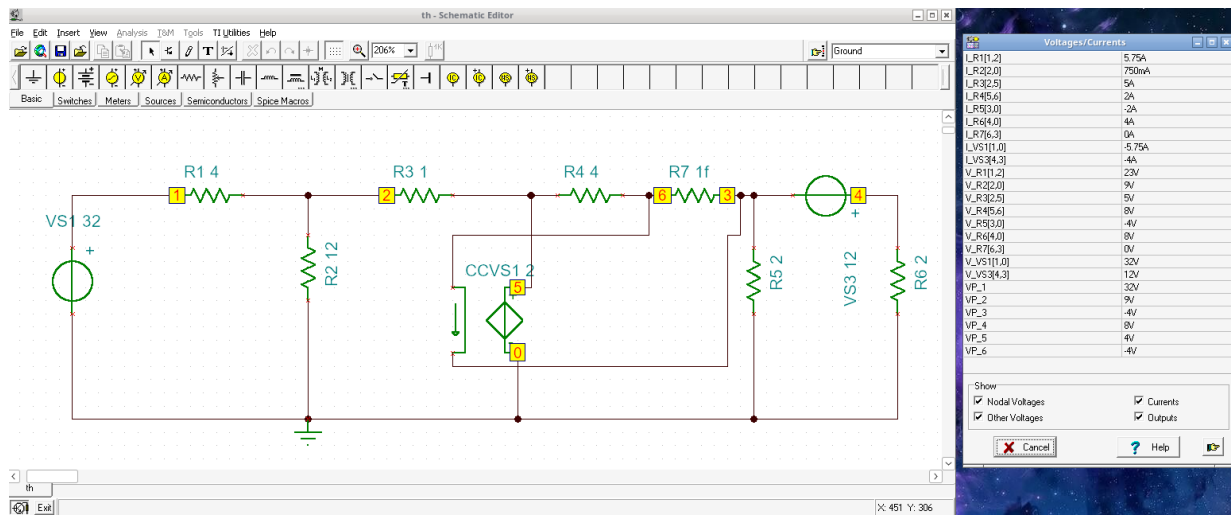 th - Schematic Editor
File Edit Insert View Analysis T&M Tools TI Utilities Help
206%
Ground
Basic Switches Meters Sources Semiconductors Spice Macros
R1 4
R3 1
R4 4
R7 1f
1
2
6
3
4
VS1 32
+
R2 12
CCVS1 2
5
0
R5 2
VS3 12
+
R6 2
th
Exit
X: 451 Y: 306
Voltages/Currents
I_R1[1,2] 5.75A
I_R2[2,0] 750mA
I_R3[2,5] 5A
I_R4[5,6] 2A
I_R5[3,0] -2A
I_R6[4,0] 4A
I_R7[6,3] 0A
I_VS1[1,0] -5.75A
I_VS3[4,3] -4A
V_R1[1,2] 23V
V_R2[2,0] 9V
V_R3[2,5] 5V
V_R4[5,6] 8V
V_R5[3,0] -4V
V_R6[4,0] 8V
V_R7[6,3] 0V
V_VS1[1,0] 32V
V_VS3[4,3] 12V
VP_1 32V
VP_2 9V
VP_3 -4V
VP_4 8V
VP_5 4V
VP_6 -4V
Show
Nodal Voltages Currents
Other Voltages Outputs
Cancel
? Help